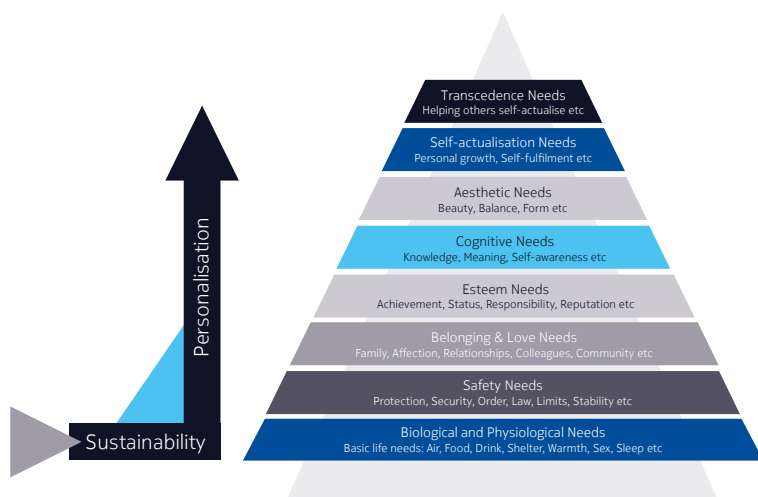 Transcedence Needs
Helping others self-actualise etc
Self-actualisation Needs
Personal growth, Self-fulfilment etc
Aesthetic Needs
Beauty, Balance, Form etc
Cognitive Needs
Knowledge, Meaning, Self-awareness etc
Esteem Needs
Achievement, Status, Responsibility, Reputation etc
Belonging & Love Needs
Family, Affection, Relationships, Colleagues, Community etc
Safety Needs
Protection, Security, Order, Law, Limits, Stability etc
Biological and Physiological Needs
Basic life needs: Air, Food, Drink, Shelter, Warmth, Sex, Sleep etc
Personalisation
Sustainability